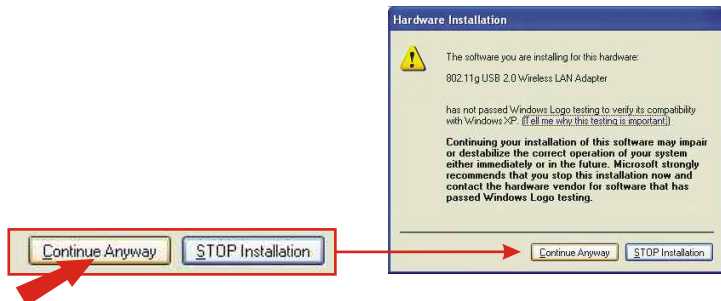 Hardware Installation
The software you are installing for this hardware:
802.11g USB 2.0 Wireless LAN Adapter
has not passed Windows Logo testing to verify its compatibility
with Windows XP. (Tell me why this testing is important.)
Continuing your installation of this software may impair
or destabilize the correct operation of your system
either immediately or in the future. Microsoft strongly
recommends that you stop this installation now and
contact the hardware vendor for software that has
passed Windows Logo testing.
Continue Anyway STOP Installation
Continue Anyway STOP Installation